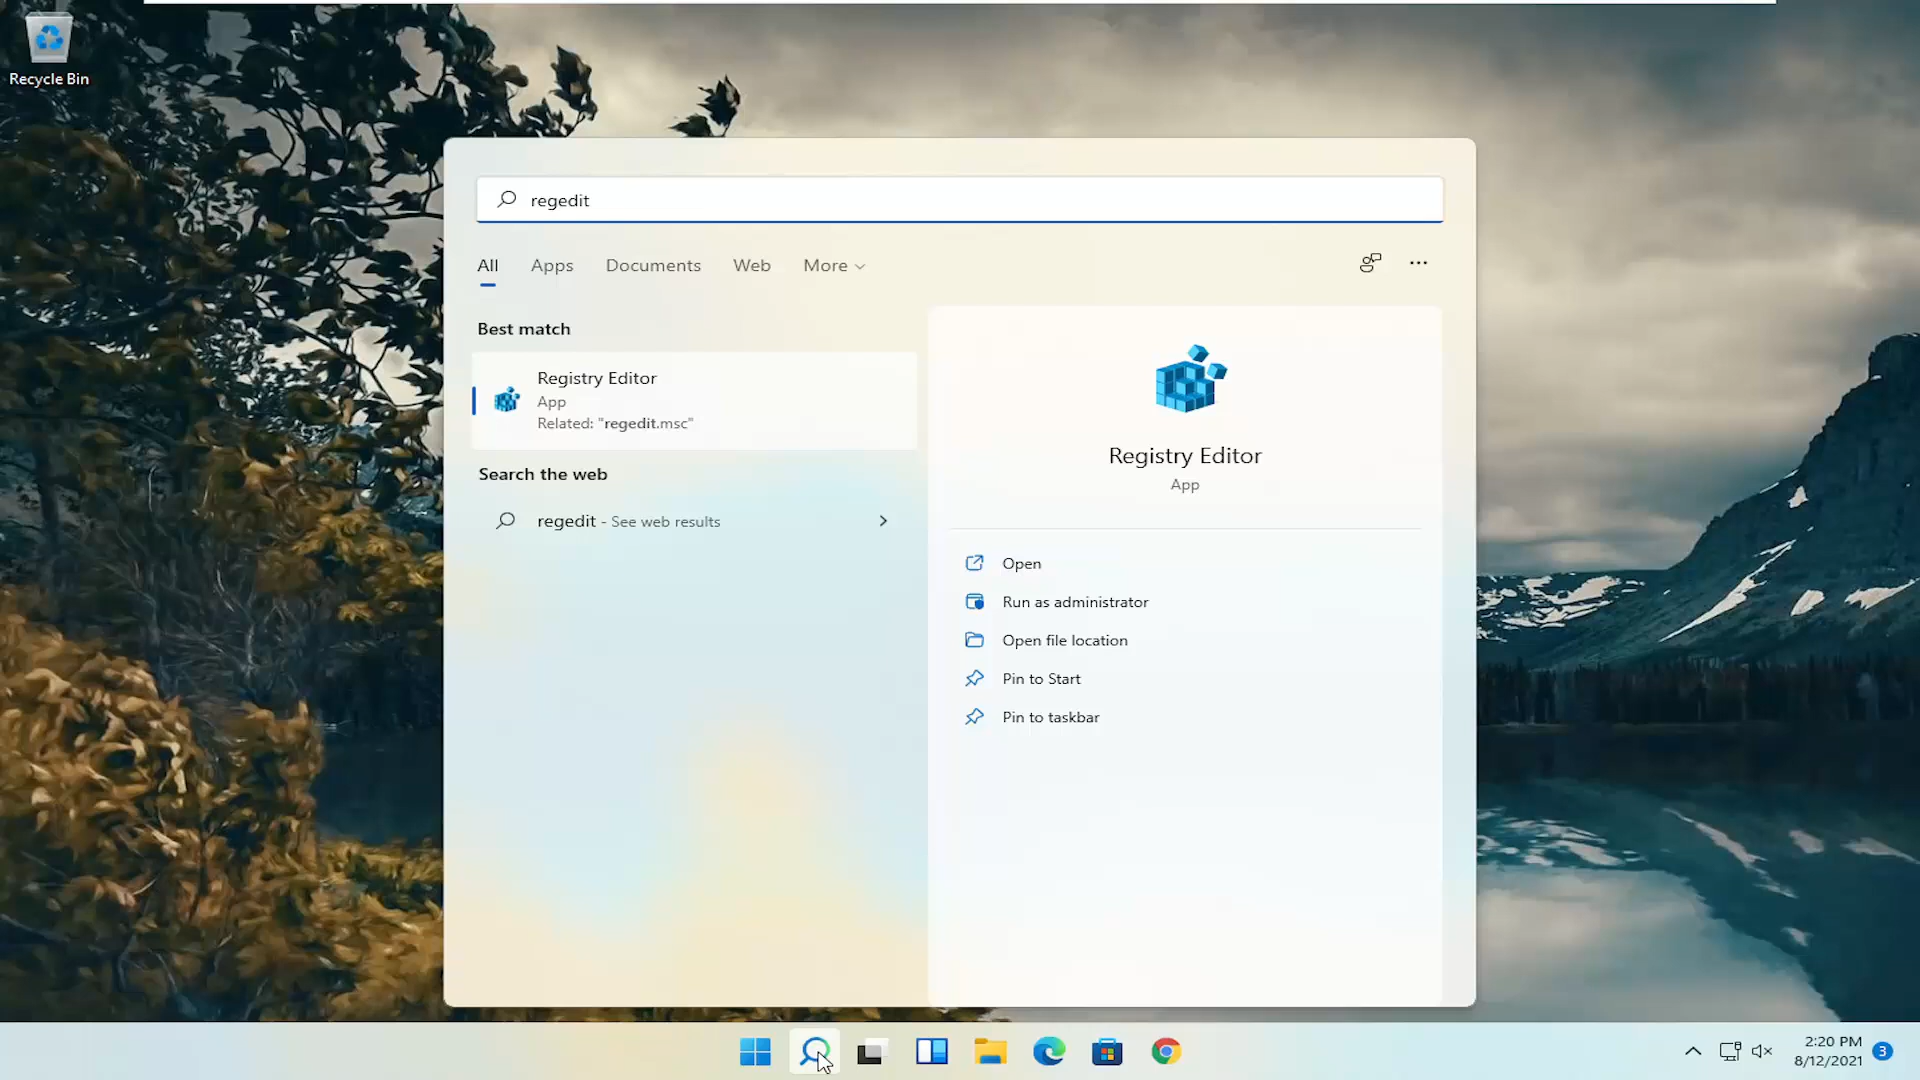 Recycle Bin
regedit
All Apps Documents Web More
Best match
Registry Editor
App
Related: "regedit.msc"
Search the web
regedit - See web results
Registry Editor
App
Open
Run as administrator
Open file location
Pin to Start
Pin to taskbar
2:20 PM
8/12/2021
3